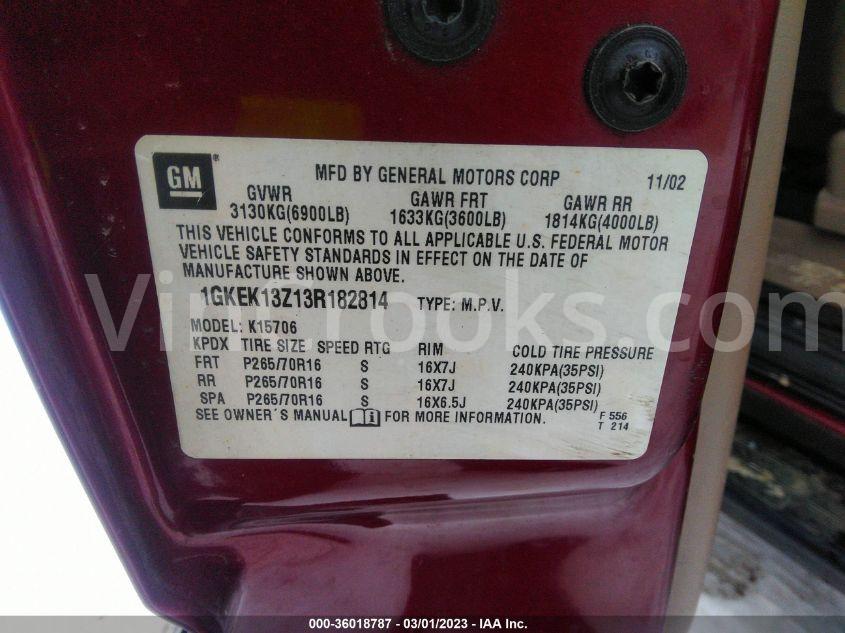 GM
MFD BY GENERAL MOTORS CORP 11/02
GVWR GAWR FRT GAWR RR
3130KG(6900LB) 1633KG(3600LB) 1814KG(4000LB)
THIS VEHICLE CONFORMS TO ALL APPLICABLE U.S. FEDERAL MOTOR
VEHICLE SAFETY STANDARDS IN EFFECT ON THE DATE OF
MANUFACTURE SHOWN ABOVE.
1GKEK13Z13R182814 TYPE: M.P.V.
VinCrooks.com
MODEL: K15706
KPDX TIRE SIZE SPEED RTG RIM COLD TIRE PRESSURE
FRT P265/70R16 S 16X7J 240KPA(35PSI)
RR P265/70R16 S 16X7J 240KPA(35PSI)
SPA P265/70R16 S 16X6.5J 240KPA(35PSI)
SEE OWNER'S MANUAL FOR MORE INFORMATION.
F 556
T 214
000-36018787 - 03/01/2023 - IAA Inc.